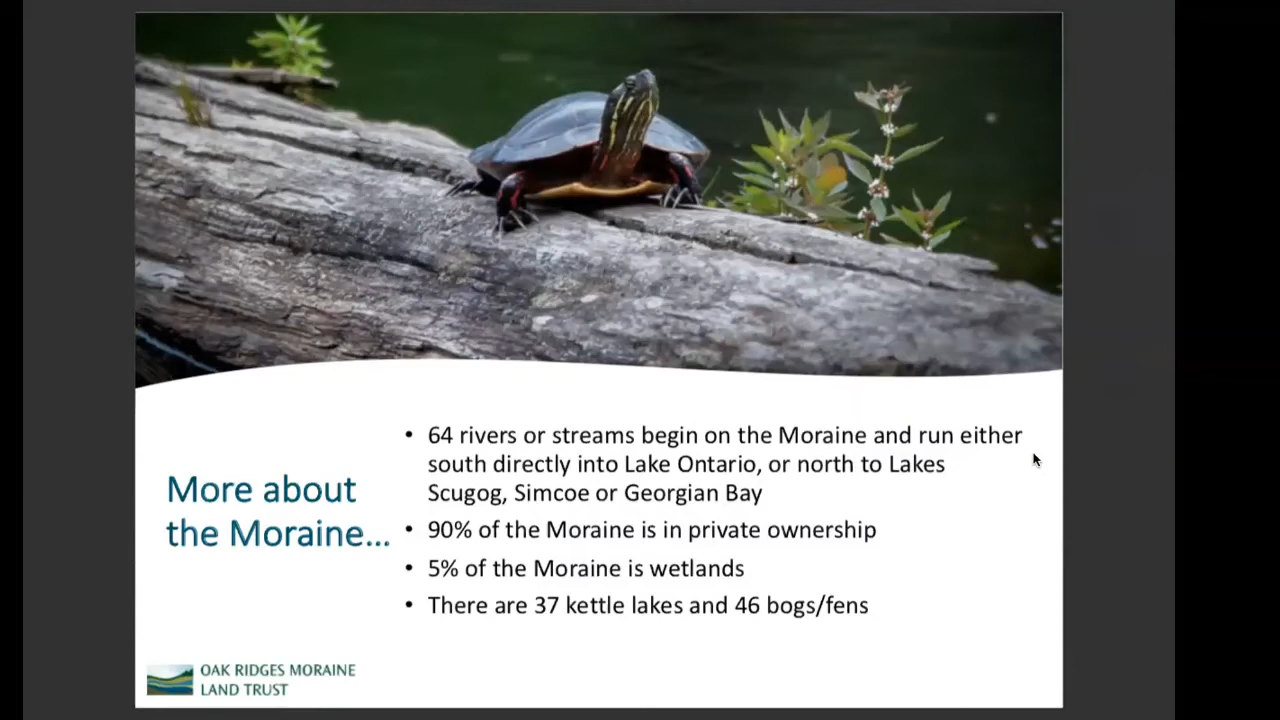 More about
the Moraine...
• 64 rivers or streams begin on the Moraine and run either
south directly into Lake Ontario, or north to Lakes
Scugog, Simcoe or Georgian Bay
• 90% of the Moraine is in private ownership
• 5% of the Moraine is wetlands
• There are 37 kettle lakes and 46 bogs/fens
OAK RIDGES MORAINE
LAND TRUST